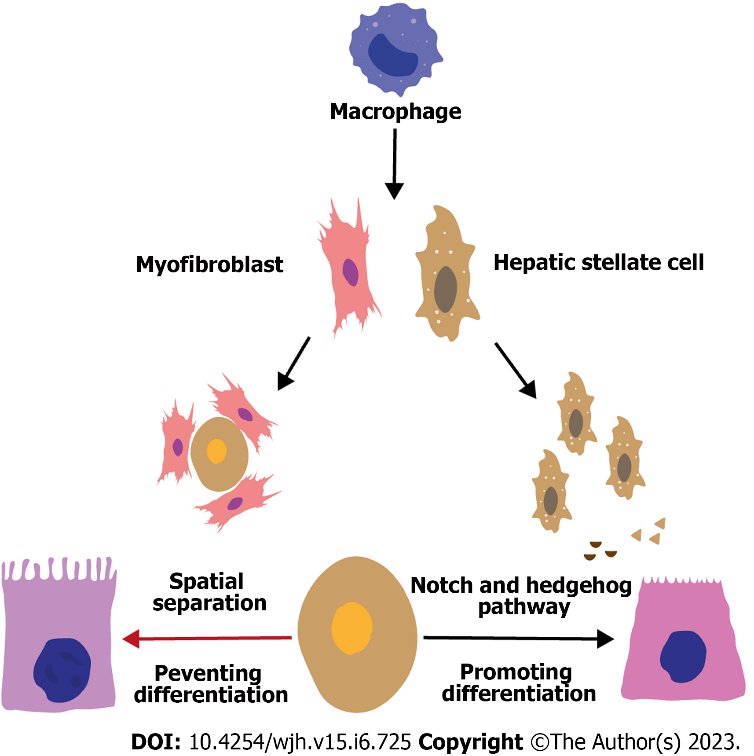 Macrophage
Myofibroblast
Hepatic stellate cell
Spatial
separation
Notch and hedgehog
pathway
Peventing
differentiation
Promoting
differentiation
DOI: 10.4254/wjh.v15.i6.725 Copyright ©The Author(s) 2023.